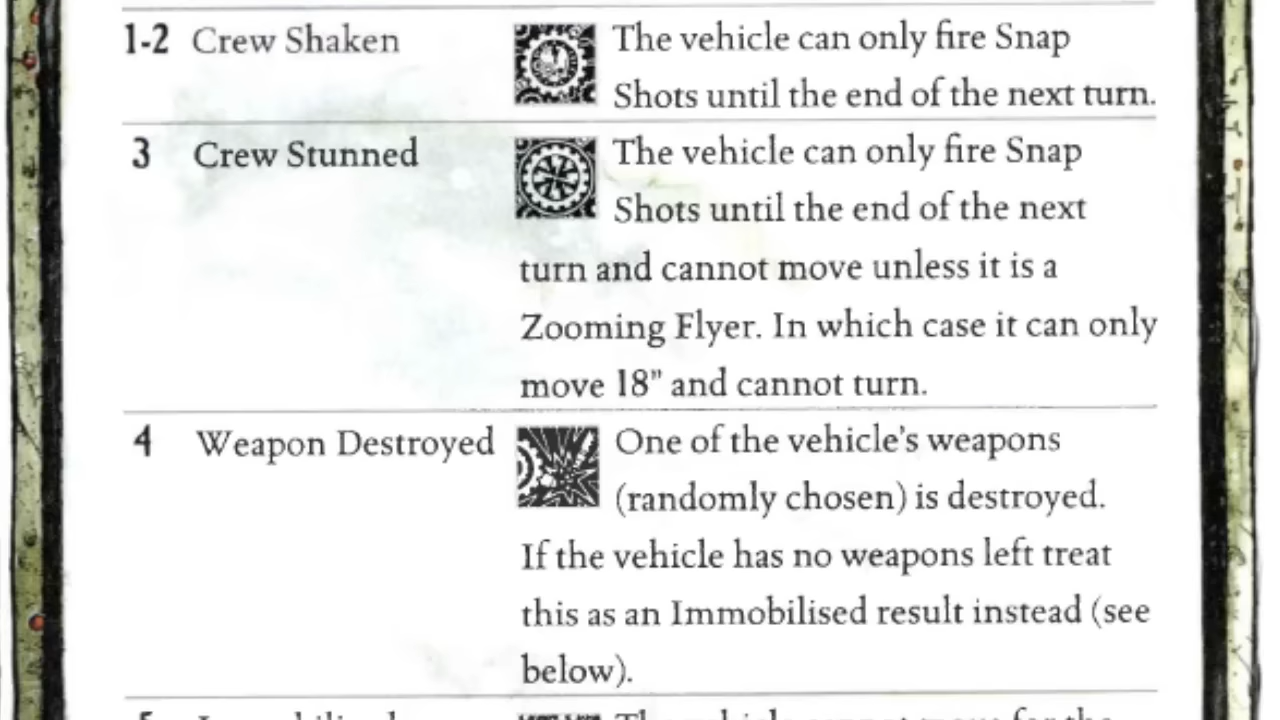 1-2 Crew Shaken The vehicle can only fire Snap
Shots until the end of the next turn.
3 Crew Stunned The vehicle can only fire Snap
Shots until the end of the next
turn and cannot move unless it is a
Zooming Flyer. In which case it can only
move 18" and cannot turn.
4 Weapon Destroyed One of the vehicle's weapons
(randomly chosen) is destroyed.
If the vehicle has no weapons left treat
this as an Immobilised result instead (see
below).